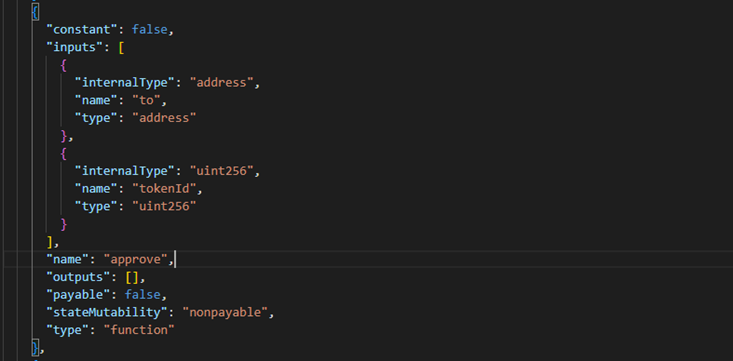 {
"constant": false,
"inputs": [
{
"internalType": "address",
"name": "to",
"type": "address"
},
{
"internalType": "uint256",
"name": "tokenId",
"type": "uint256"
}
],
"name": "approve",
"outputs": [],
"payable": false,
"stateMutability": "nonpayable",
"type": "function"
},